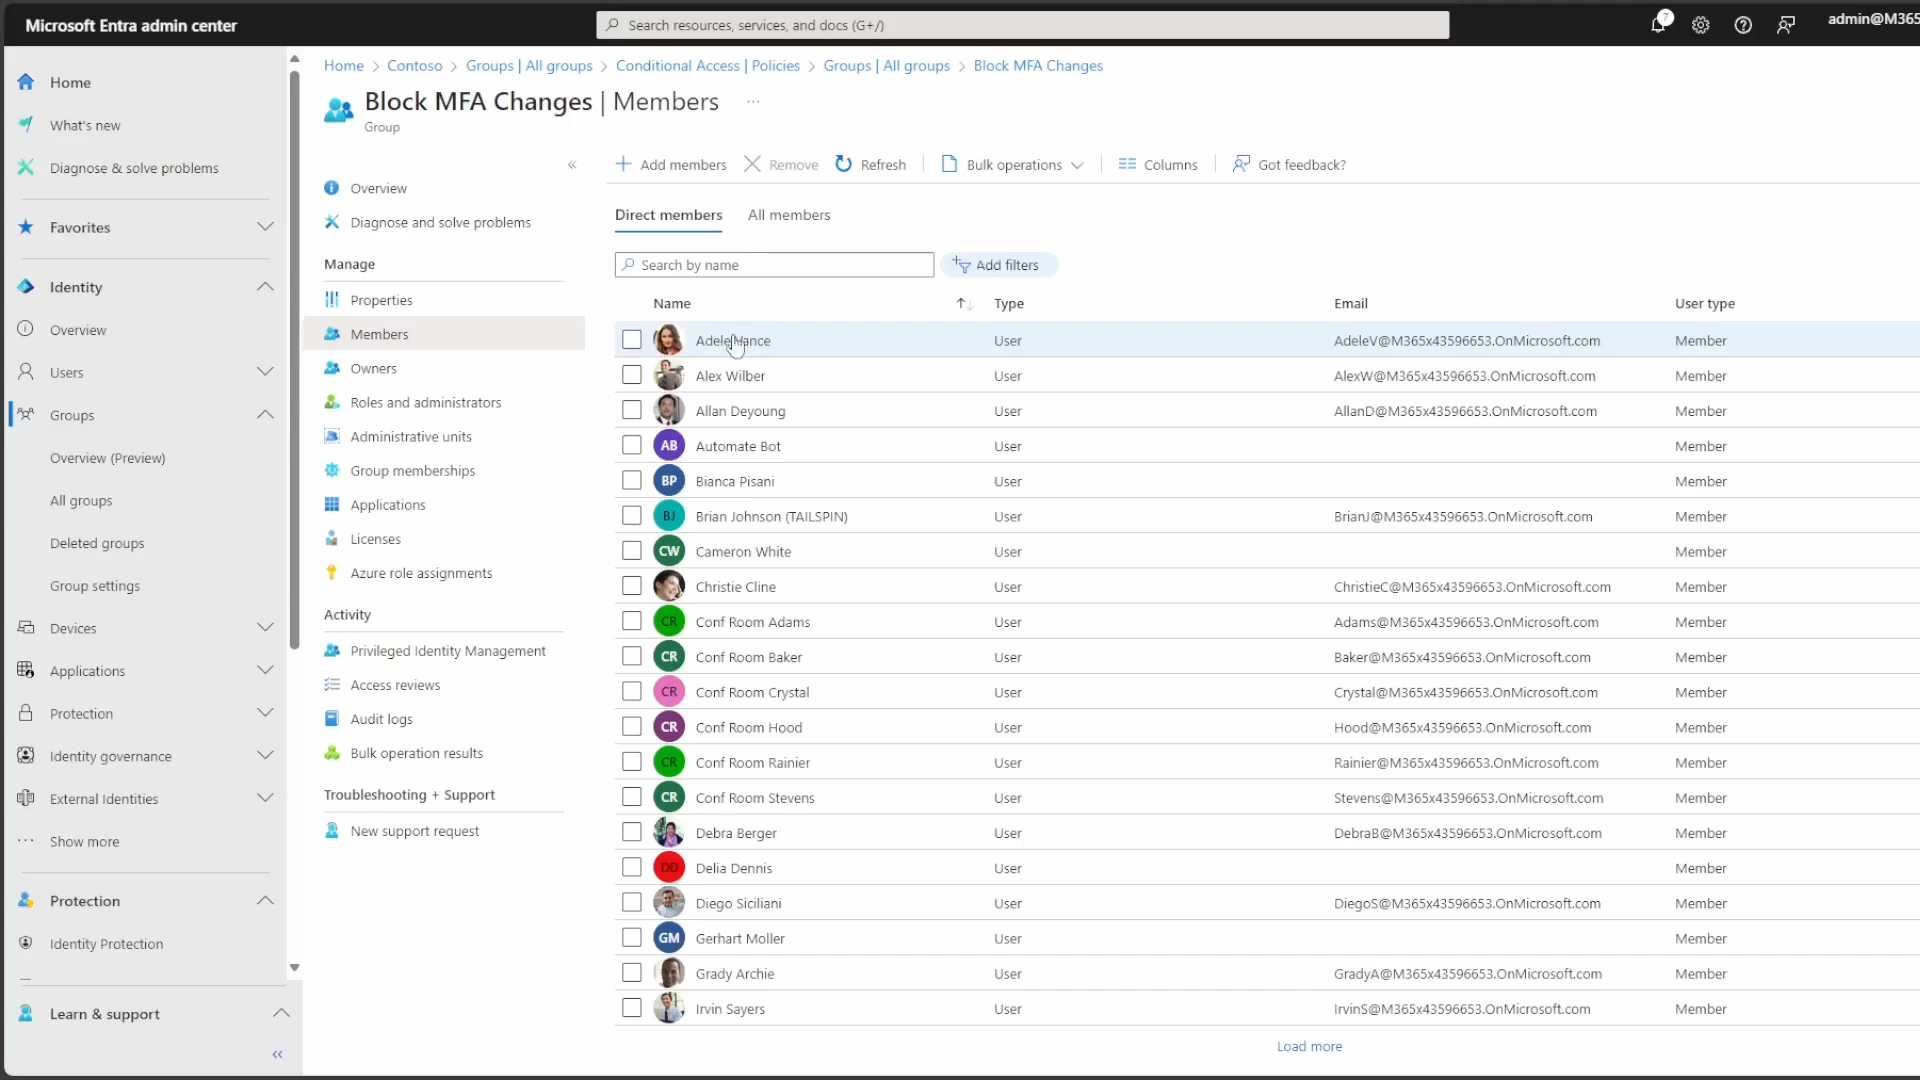 Microsoft Entra admin center
Search resources, services, and docs (G+/)
7
admin@M365
Home
What's new
Diagnose & solve problems
Favorites
Identity
Overview
Users
Groups
Overview (Preview)
All groups
Deleted groups
Group settings
Devices
Applications
Protection
Identity governance
External Identities
Show more
Protection
Identity Protection
Learn & support
Home > Contoso > Groups | All groups > Conditional Access | Policies > Groups | All groups > Block MFA Changes
Block MFA Changes | Members ...
Group
Overview
Diagnose and solve problems
Manage
Properties
Members
Owners
Roles and administrators
Administrative units
Group memberships
Applications
Licenses
Azure role assignments
Activity
Privileged Identity Management
Access reviews
Audit logs
Bulk operation results
Troubleshooting + Support
New support request
Add members Remove Refresh Bulk operations Columns Got feedback?
Direct members All members
Search by name Add filters
Name Type Email User type
Adele Vance User AdeleV@M365x43596653.OnMicrosoft.com Member
Alex Wilber User AlexW@M365x43596653.OnMicrosoft.com Member
Allan Deyoung User AllanD@M365x43596653.OnMicrosoft.com Member
AB Automate Bot User Member
BP Bianca Pisani User Member
BJ Brian Johnson (TAILSPIN) User BrianJ@M365x43596653.OnMicrosoft.com Member
CW Cameron White User Member
Christie Cline User ChristieC@M365x43596653.OnMicrosoft.com Member
CR Conf Room Adams User Adams@M365x43596653.OnMicrosoft.com Member
CR Conf Room Baker User Baker@M365x43596653.OnMicrosoft.com Member
CR Conf Room Crystal User Crystal@M365x43596653.OnMicrosoft.com Member
CR Conf Room Hood User Hood@M365x43596653.OnMicrosoft.com Member
CR Conf Room Rainier User Rainier@M365x43596653.OnMicrosoft.com Member
CR Conf Room Stevens User Stevens@M365x43596653.OnMicrosoft.com Member
Debra Berger User DebraB@M365x43596653.OnMicrosoft.com Member
DD Delia Dennis User Member
Diego Siciliani User DiegoS@M365x43596653.OnMicrosoft.com Member
GM Gerhart Moller User Member
Grady Archie User GradyA@M365x43596653.OnMicrosoft.com Member
Irvin Sayers User IrvinS@M365x43596653.OnMicrosoft.com Member
Load more